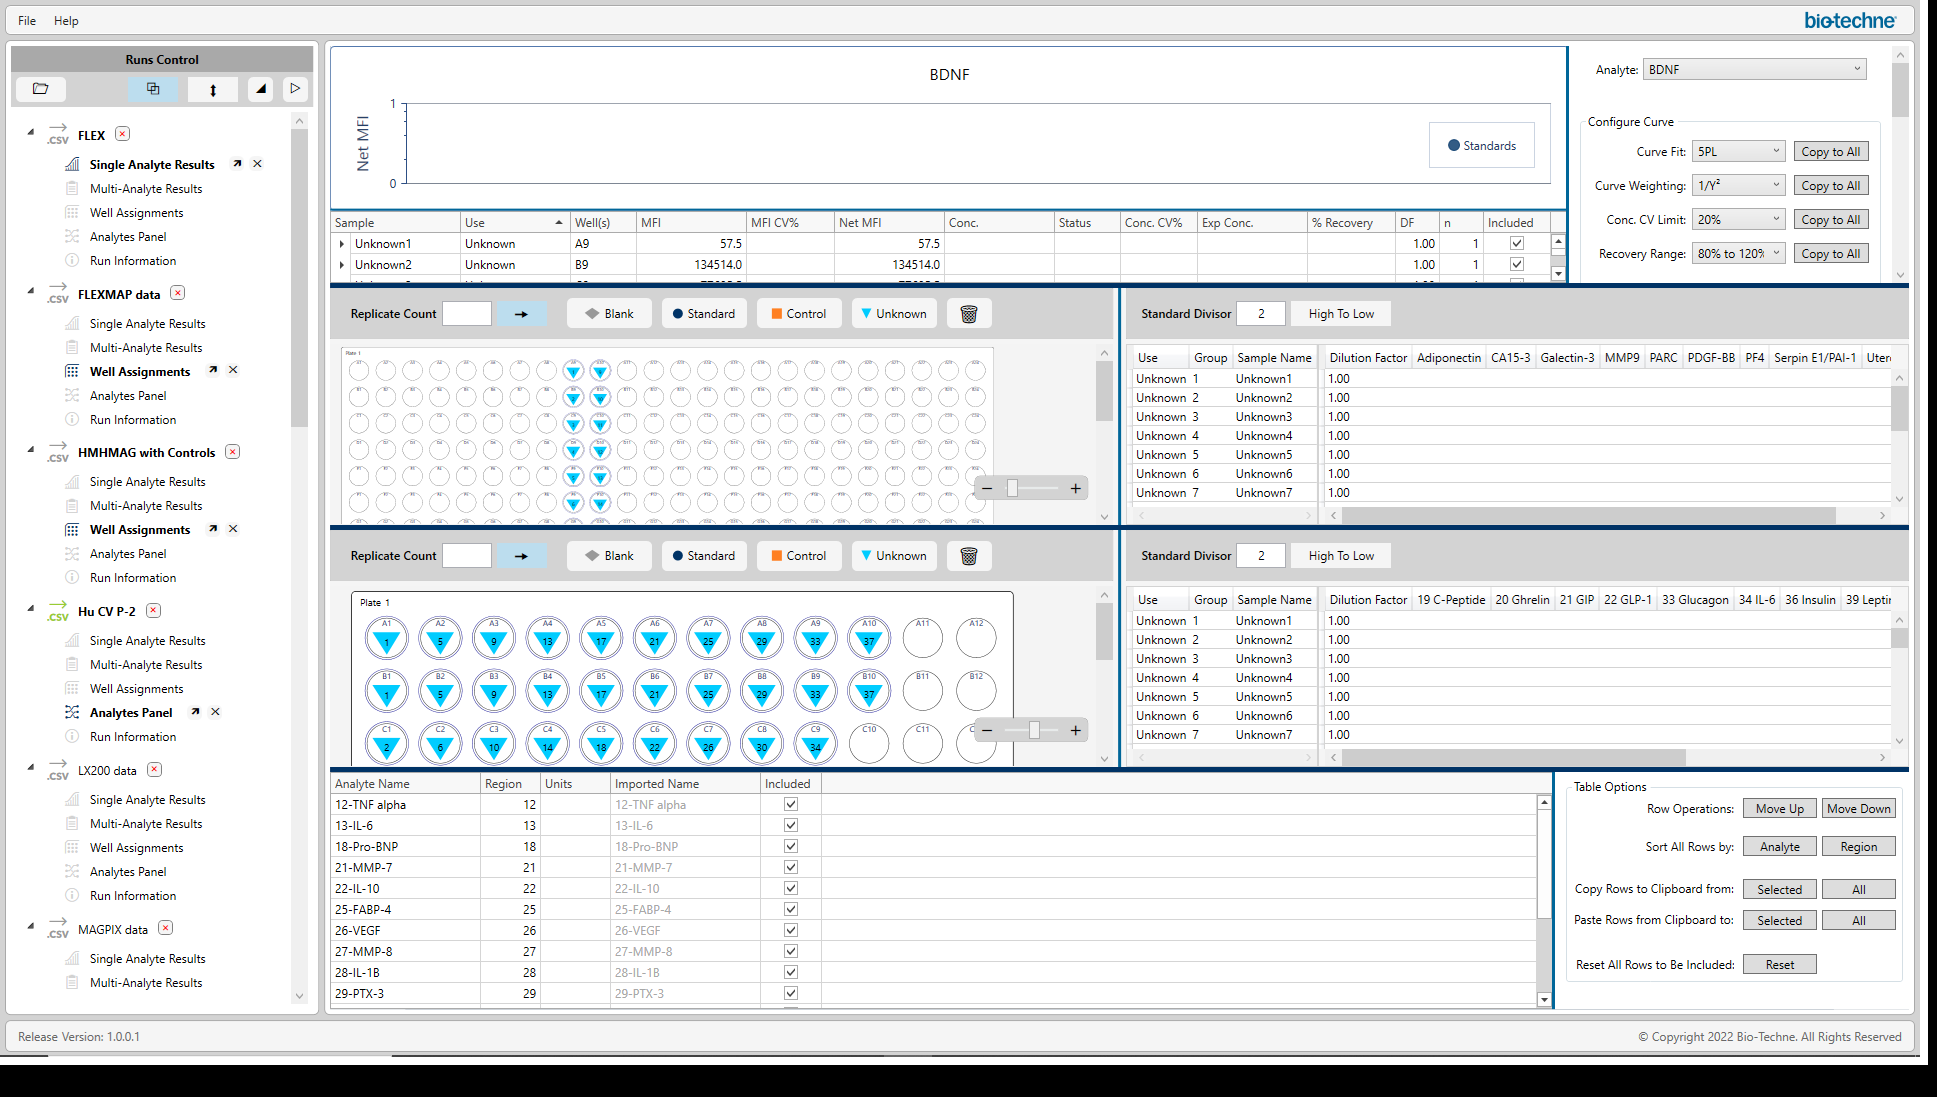 File Help
bio-techne
Runs Control
.CSV FLEX
Single Analyte Results
Multi-Analyte Results
Well Assignments
Analytes Panel
Run Information
.CSV FLEXMAP data
Single Analyte Results
Multi-Analyte Results
Well Assignments
Analytes Panel
Run Information
.CSV HMHMAG with Controls
Single Analyte Results
Multi-Analyte Results
Well Assignments
Analytes Panel
Run Information
.CSV Hu CV P-2
Single Analyte Results
Multi-Analyte Results
Well Assignments
Analytes Panel
Run Information
.CSV LX200 data
Single Analyte Results
Multi-Analyte Results
Well Assignments
Analytes Panel
Run Information
.CSV MAGPIX data
Single Analyte Results
Multi-Analyte Results
BDNF
Net MFI
1
0
Standards
Sample Use Well(s) MFI MFI CV% Net MFI Conc. Status Conc. CV% Exp Conc. % Recovery DF n Included
Unknown1 Unknown A9 57.5 57.5 1.00 1
Unknown2 Unknown B9 134514.0 134514.0 1.00 1
Analyte: BDNF
Configure Curve
Curve Fit: 5PL Copy to All
Curve Weighting: 1/Y² Copy to All
Conc. CV Limit: 20% Copy to All
Recovery Range: 80% to 120% Copy to All
Replicate Count Blank Standard Control Unknown
Plate 1
Standard Divisor 2 High To Low
Use Group Sample Name Dilution Factor Adiponectin CA15-3 Galectin-3 MMP9 PARC PDGF-BB PF4 Serpin E1/PAI-1 Uter
Unknown 1 Unknown1 1.00
Unknown 2 Unknown2 1.00
Unknown 3 Unknown3 1.00
Unknown 4 Unknown4 1.00
Unknown 5 Unknown5 1.00
Unknown 6 Unknown6 1.00
Unknown 7 Unknown7 1.00
Replicate Count Blank Standard Control Unknown
Plate 1
A1 A2 A3 A4 A5 A6 A7 A8 A9 A10 A11 A12
1 5 9 13 17 21 25 29 33 37
B1 B2 B3 B4 B5 B6 B7 B8 B9 B10 B11 B12
1 5 9 13 17 21 25 29 33 37
C1 C2 C3 C4 C5 C6 C7 C8 C9 C10 C11
2 6 10 14 18 22 26 30 34
Standard Divisor 2 High To Low
Use Group Sample Name Dilution Factor 19 C-Peptide 20 Ghrelin 21 GIP 22 GLP-1 33 Glucagon 34 IL-6 36 Insulin 39 Leptin
Unknown 1 Unknown1 1.00
Unknown 2 Unknown2 1.00
Unknown 3 Unknown3 1.00
Unknown 4 Unknown4 1.00
Unknown 5 Unknown5 1.00
Unknown 6 Unknown6 1.00
Unknown 7 Unknown7 1.00
Analyte Name Region Units Imported Name Included
12-TNF alpha 12 12-TNF alpha
13-IL-6 13 13-IL-6
18-Pro-BNP 18 18-Pro-BNP
21-MMP-7 21 21-MMP-7
22-IL-10 22 22-IL-10
25-FABP-4 25 25-FABP-4
26-VEGF 26 26-VEGF
27-MMP-8 27 27-MMP-8
28-IL-1B 28 28-IL-1B
29-PTX-3 29 29-PTX-3
Table Options
Row Operations: Move Up Move Down
Sort All Rows by: Analyte Region
Copy Rows to Clipboard from: Selected All
Paste Rows from Clipboard to: Selected All
Reset All Rows to Be Included: Reset
Release Version: 1.0.0.1
© Copyright 2022 Bio-Techne. All Rights Reserved